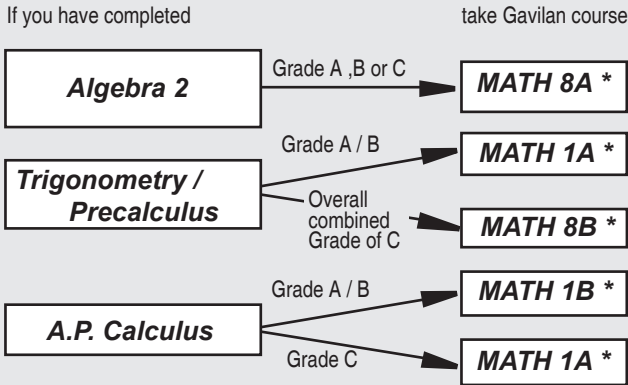 If you have completed
take Gavilan course
Algebra 2
Grade A ,B or C
MATH 8A *
Trigonometry /
Precalculus
Grade A / B
MATH 1A *
Overall
combined
Grade of C
MATH 8B *
A.P. Calculus
Grade A / B
MATH 1B *
Grade C
MATH 1A *